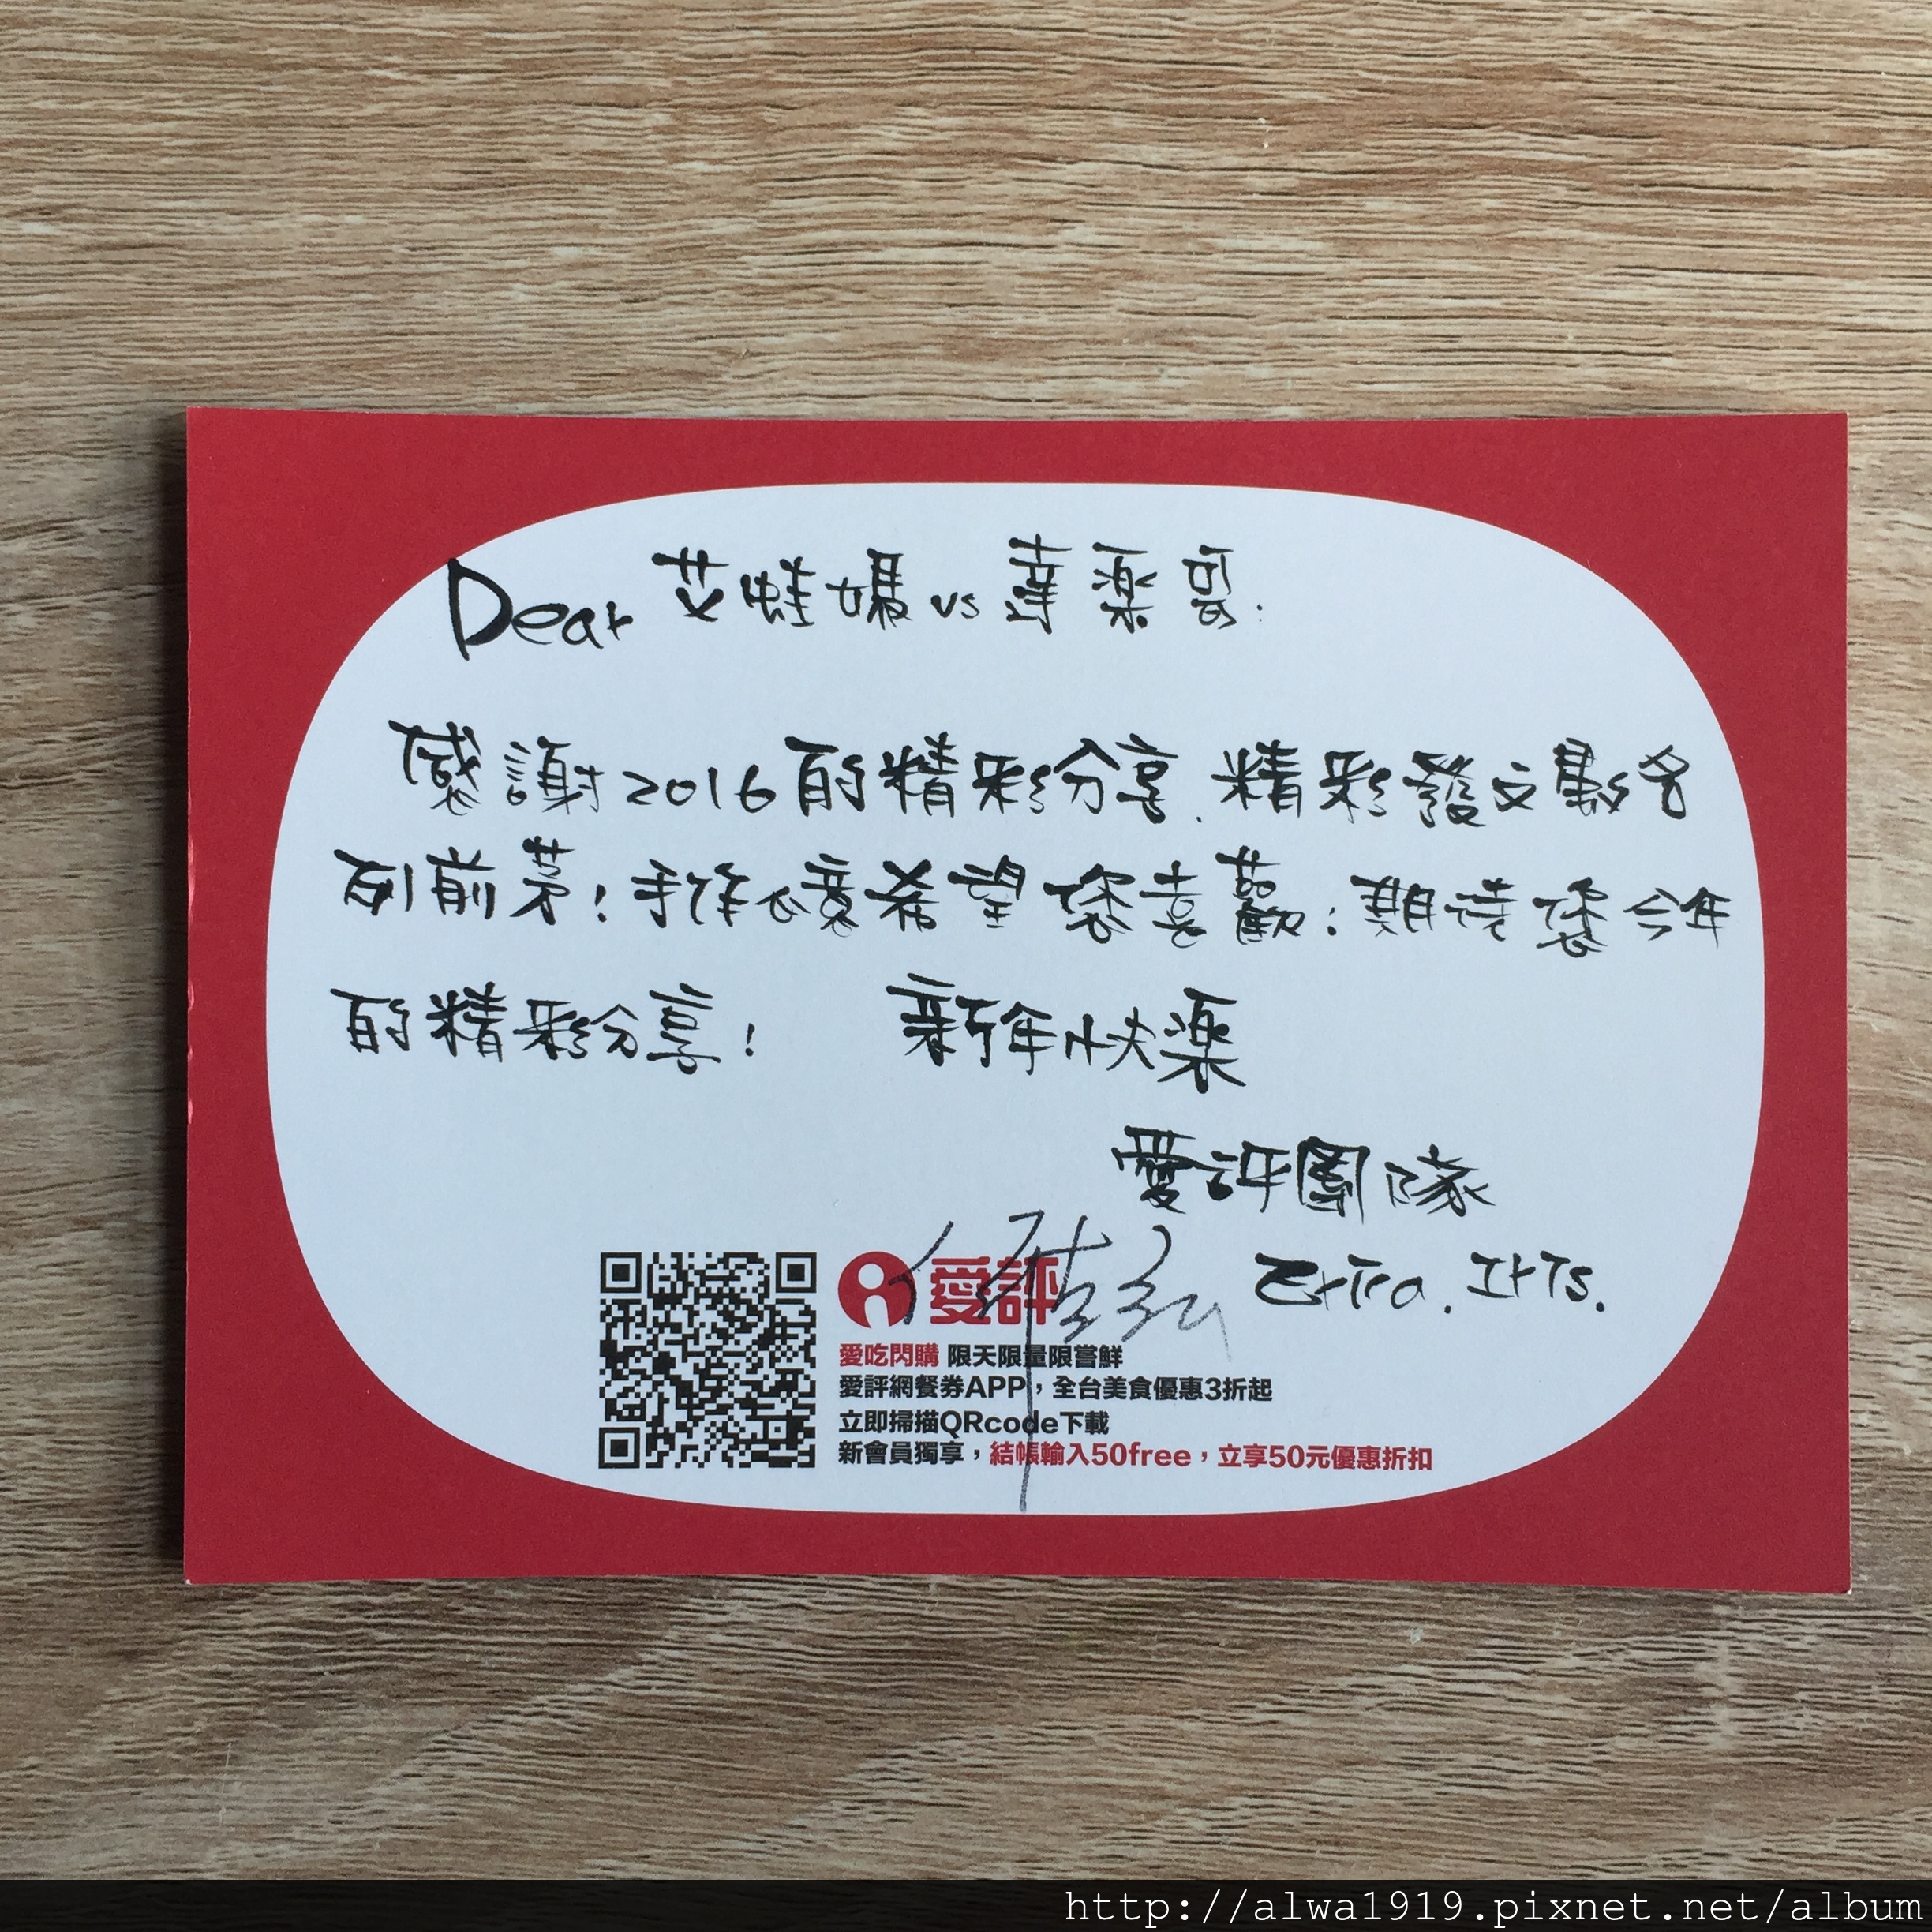 Dear 艾蛙媽 vs 達樂哥:
感謝2016的精彩分享,精彩發文數名
列前茅!手作心意希望您喜歡!期待您今年
的精彩分享! 新年快樂
愛評團隊
愛評
愛吃閃購 限天限量限嘗鮮
愛評網餐券APP,全台美食優惠3折起
立即掃描QRcode下載
新會員獨享,結帳輸入50free,立享50元優惠折扣
http://alwa1919.pixnet.net/album